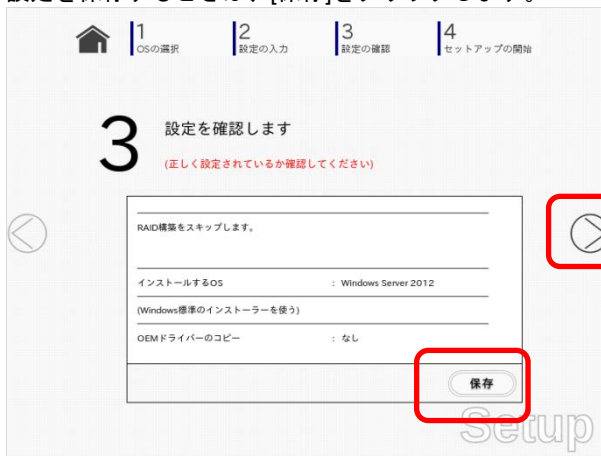 設定を保存するときは、[保存]をクリックします。
1 2 3 4
OSの選択 設定の入力 設定の確認 セットアップの開始
3 設定を確認します
(正しく設定されているか確認してください)
RAID構築をスキップします。
インストールするOS : Windows Server 2012
(Windows標準のインストーラーを使う)
OEMドライバーのコピー : なし
保存
Setup